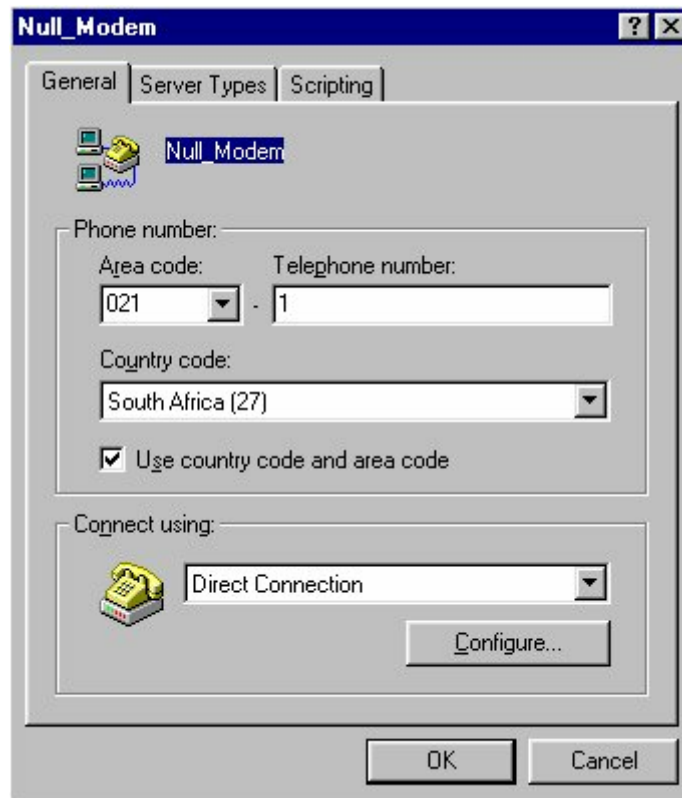 Null_Modem
General Server Types Scripting
Null_Modem
Phone number:
Area code: Telephone number:
021 - 1
Country code:
South Africa (27)
Use country code and area code
Connect using:
Direct Connection
Configure...
OK Cancel